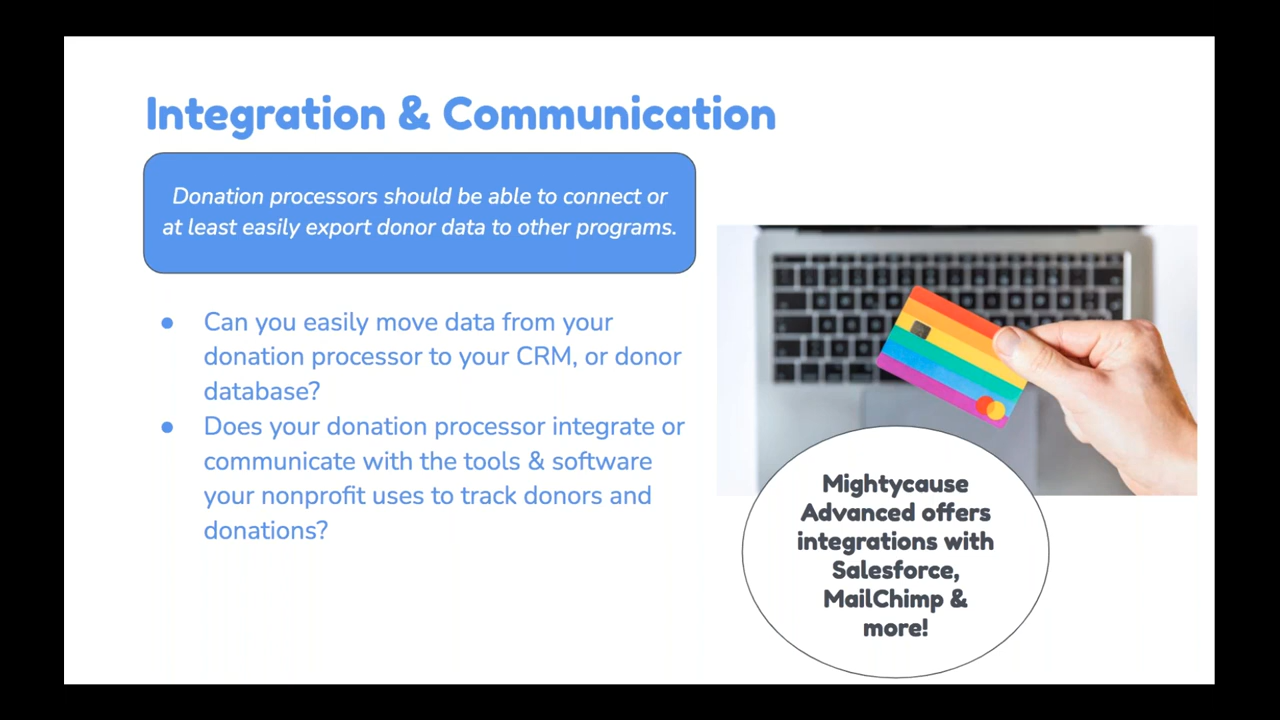 Integration & Communication
Donation processors should be able to connect or
at least easily export donor data to other programs.
● Can you easily move data from your
donation processor to your CRM, or donor
database?
● Does your donation processor integrate or
communicate with the tools & software
your nonprofit uses to track donors and
donations?
Mightycause
Advanced offers
integrations with
Salesforce,
MailChimp &
more!